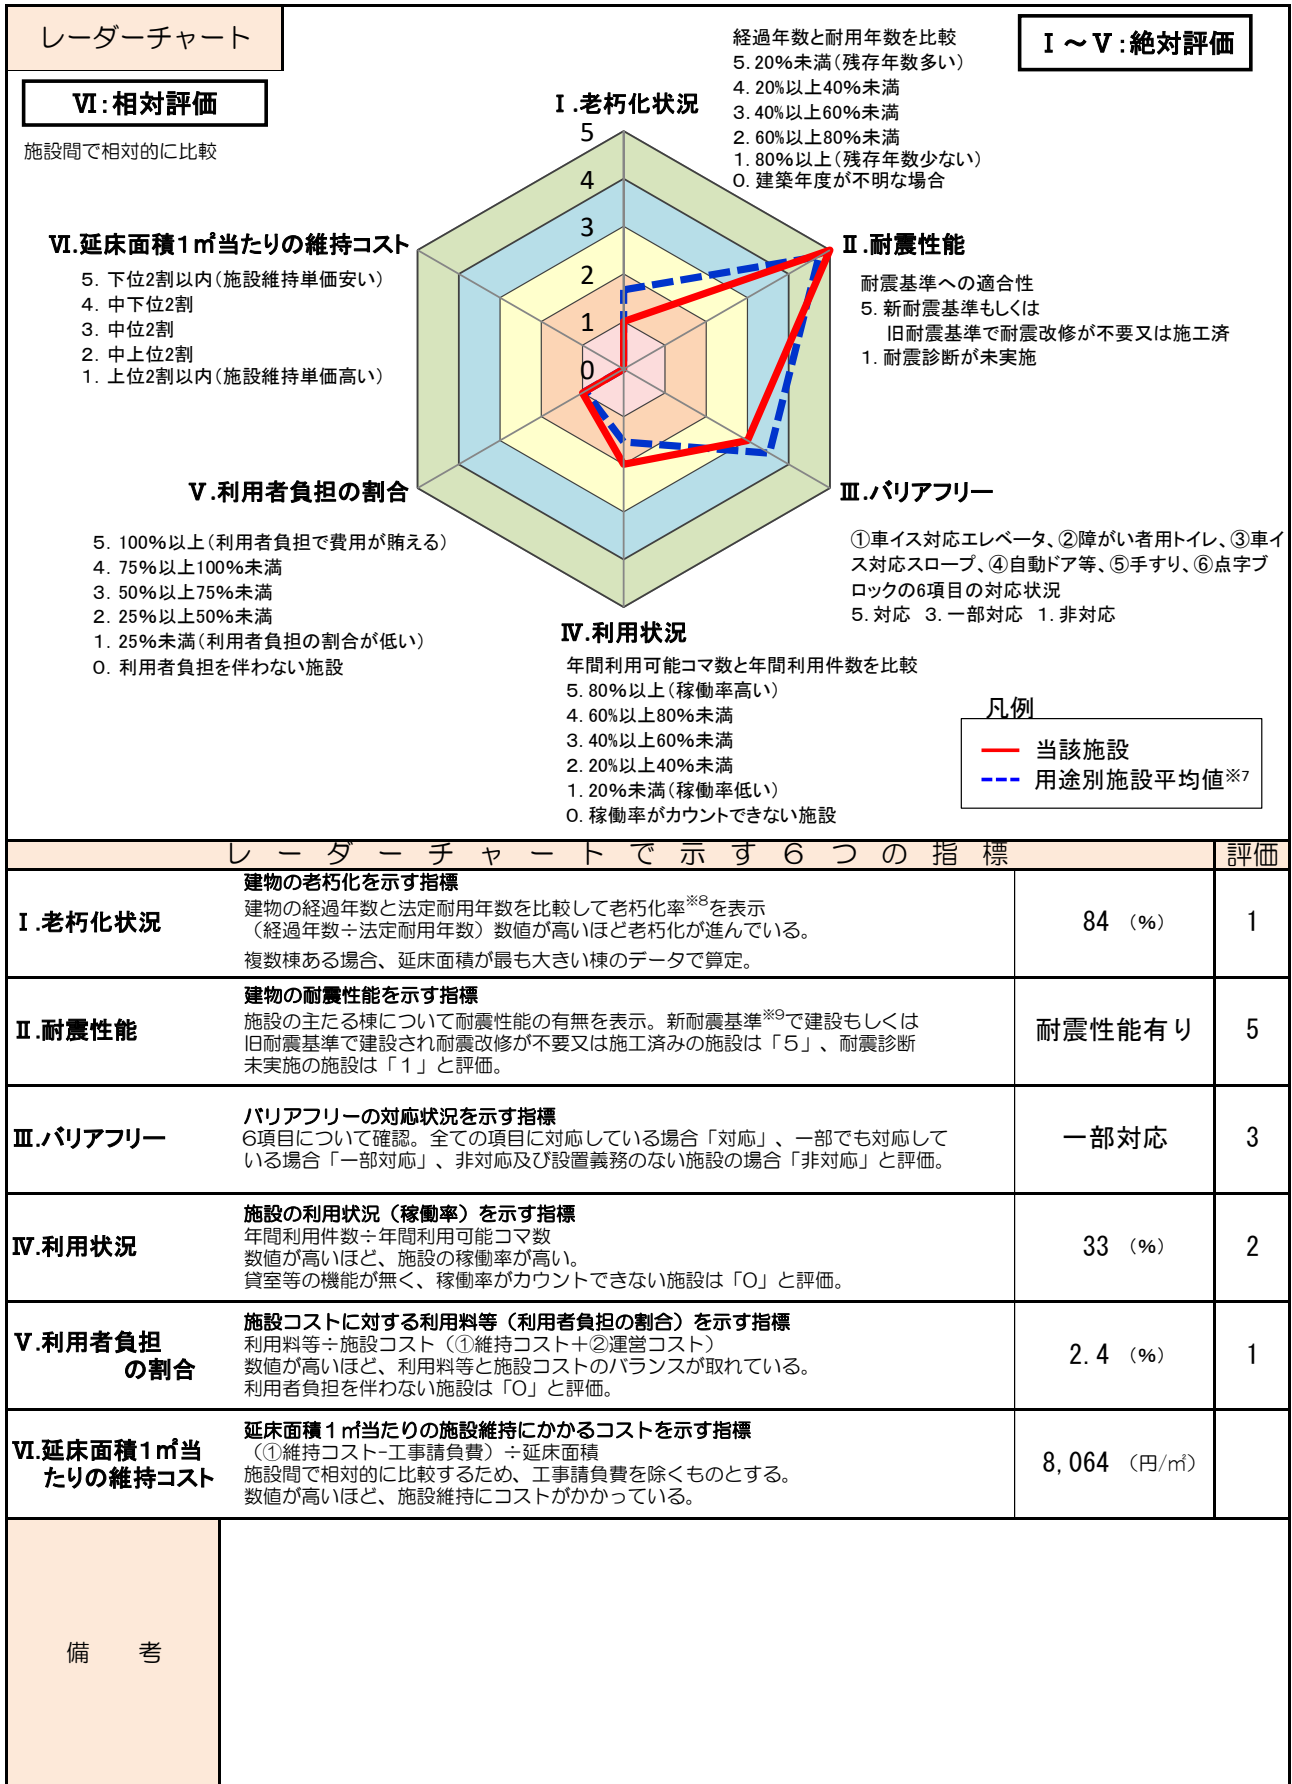 レーダーチャート
Ⅰ～Ⅴ：絶対評価
Ⅵ：相対評価
施設間で相対的に比較
Ⅰ.老朽化状況
経過年数と耐用年数を比較
5. 20%未満（残存年数多い）
4. 20%以上40%未満
3. 40%以上60%未満
2. 60%以上80%未満
1. 80%以上（残存年数少ない）
0. 建築年度が不明な場合
5
4
3
2
1
0
Ⅱ.耐震性能
耐震基準への適合性
5. 新耐震基準もしくは
旧耐震基準で耐震改修が不要又は施工済
1. 耐震診断が未実施
Ⅵ.延床面積1㎡当たりの維持コスト
5. 下位2割以内（施設維持単価安い）
4. 中下位2割
3. 中位2割
2. 中上位2割
1. 上位2割以内（施設維持単価高い）
Ⅴ.利用者負担の割合
5. 100%以上（利用者負担で費用が賄える）
4. 75%以上100%未満
3. 50%以上75%未満
2. 25%以上50%未満
1. 25%未満（利用者負担の割合が低い）
0. 利用者負担を伴わない施設
Ⅲ.バリアフリー
①車イス対応エレベータ、②障がい者用トイレ、③車イ
ス対応スロープ、④自動ドア等、⑤手すり、⑥点字ブ
ロックの6項目の対応状況
5. 対応 3. 一部対応 1. 非対応
Ⅳ.利用状況
年間利用可能コマ数と年間利用件数を比較
5. 80%以上（稼働率高い）
4. 60%以上80%未満
3. 40%以上60%未満
2. 20%以上40%未満
1. 20%未満（稼働率低い）
0. 稼働率がカウントできない施設
凡例
当該施設
用途別施設平均値※7
レーダーチャートで示す６つの指標 評価
Ⅰ.老朽化状況
建物の老朽化を示す指標
建物の経過年数と法定耐用年数を比較して老朽化率※8を表示
（経過年数÷法定耐用年数）数値が高いほど老朽化が進んでいる。
複数棟ある場合、延床面積が最も大きい棟のデータで算定。
84 （%） 1
Ⅱ.耐震性能
建物の耐震性能を示す指標
施設の主たる棟について耐震性能の有無を表示。新耐震基準※9で建設もしくは
旧耐震基準で建設され耐震改修が不要又は施工済みの施設は「５」、耐震診断
未実施の施設は「１」と評価。
耐震性能有り 5
Ⅲ.バリアフリー
バリアフリーの対応状況を示す指標
6項目について確認。全ての項目に対応している場合「対応」、一部でも対応して
いる場合「一部対応」、非対応及び設置義務のない施設の場合「非対応」と評価。
一部対応 3
Ⅳ.利用状況
施設の利用状況（稼働率）を示す指標
年間利用件数÷年間利用可能コマ数
数値が高いほど、施設の稼働率が高い。
貸室等の機能が無く、稼働率がカウントできない施設は「0」と評価。
33 （%） 2
Ⅴ.利用者負担
の割合
施設コストに対する利用料等（利用者負担の割合）を示す指標
利用料等÷施設コスト（①維持コスト＋②運営コスト）
数値が高いほど、利用料等と施設コストのバランスが取れている。
利用者負担を伴わない施設は「0」と評価。
2.4 （%） 1
Ⅵ.延床面積1㎡当
たりの維持コスト
延床面積１㎡当たりの施設維持にかかるコストを示す指標
（①維持コスト-工事請負費）÷延床面積
施設間で相対的に比較するため、工事請負費を除くものとする。
数値が高いほど、施設維持にコストがかかっている。
8,064 （円/㎡）
備考